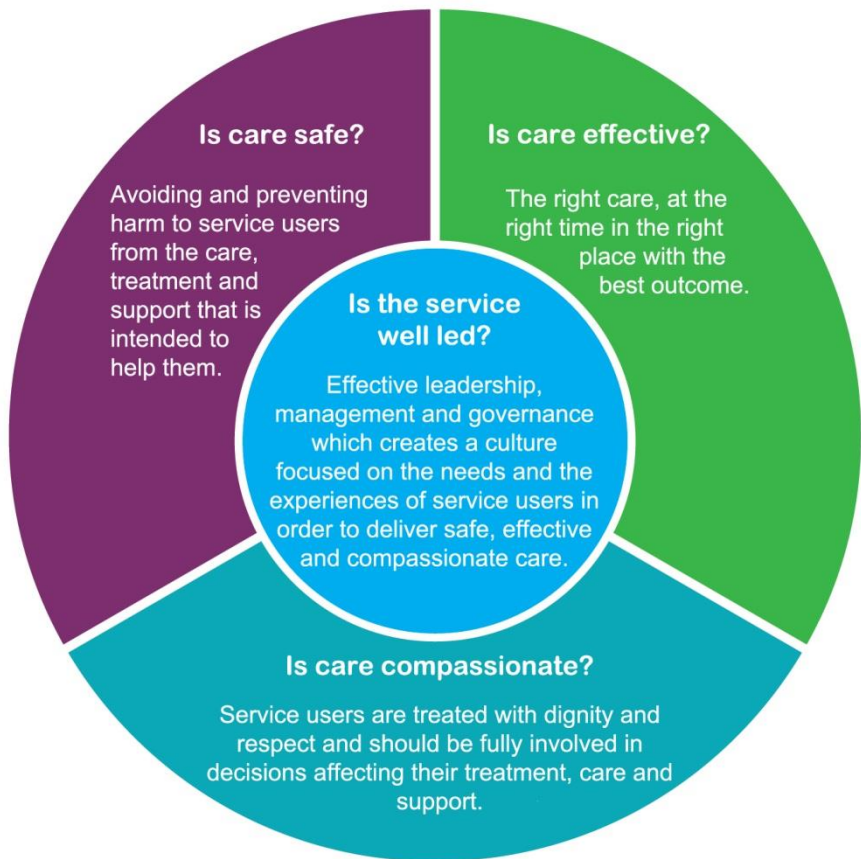 Is care safe?
Avoiding and preventing
harm to service users
from the care,
treatment and
support that is
intended to
help them.
Is care effective?
The right care, at the
right time in the right
place with the
best outcome.
Is the service
well led?
Effective leadership,
management and governance
which creates a culture
focused on the needs and the
experiences of service users in
order to deliver safe, effective
and compassionate care.
Is care compassionate?
Service users are treated with dignity and
respect and should be fully involved in
decisions affecting their treatment, care and
support.